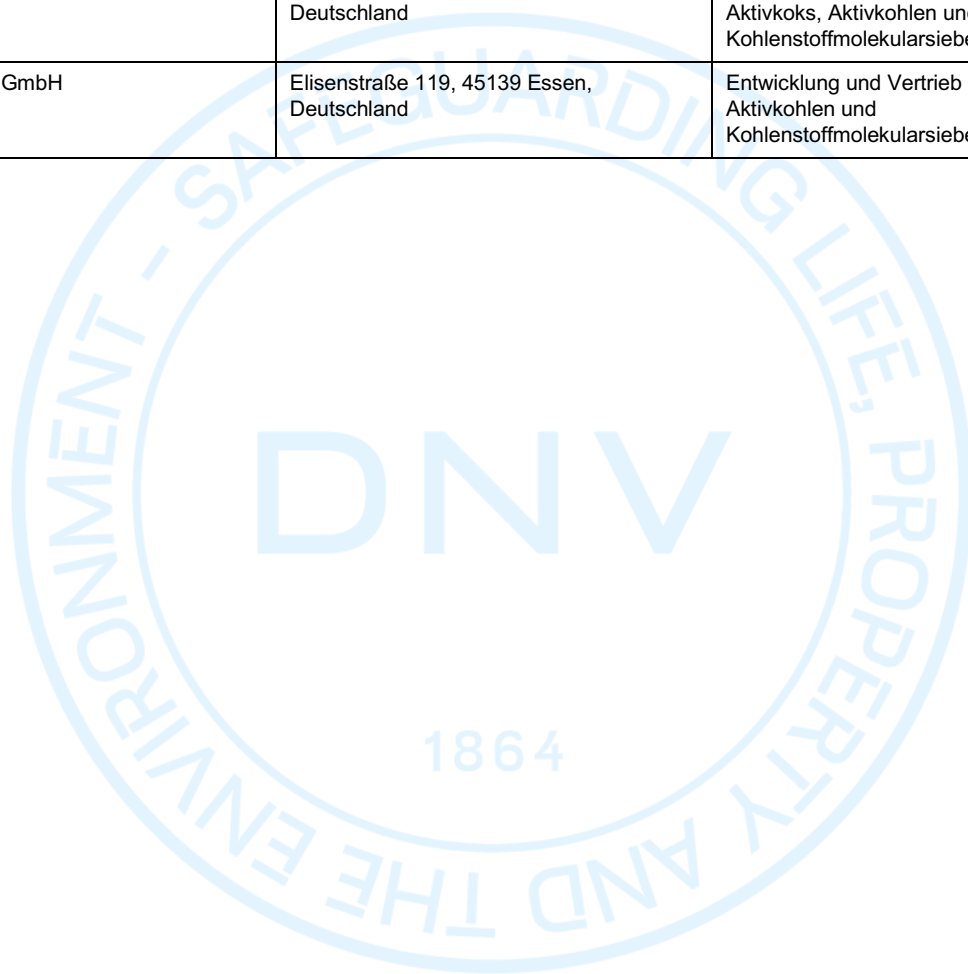 Deutschland
Aktivkoks, Aktivkohlen und
Kohlenstoffmolekularsiebe
GmbH
Elisenstraße 119, 45139 Essen,
Deutschland
Entwicklung und Vertrieb
Aktivkohlen und
Kohlenstoffmolekularsiebe
SAFEGUARDING LIFE, PROPERTY AND THE ENVIRONMENT -
DNV
1864